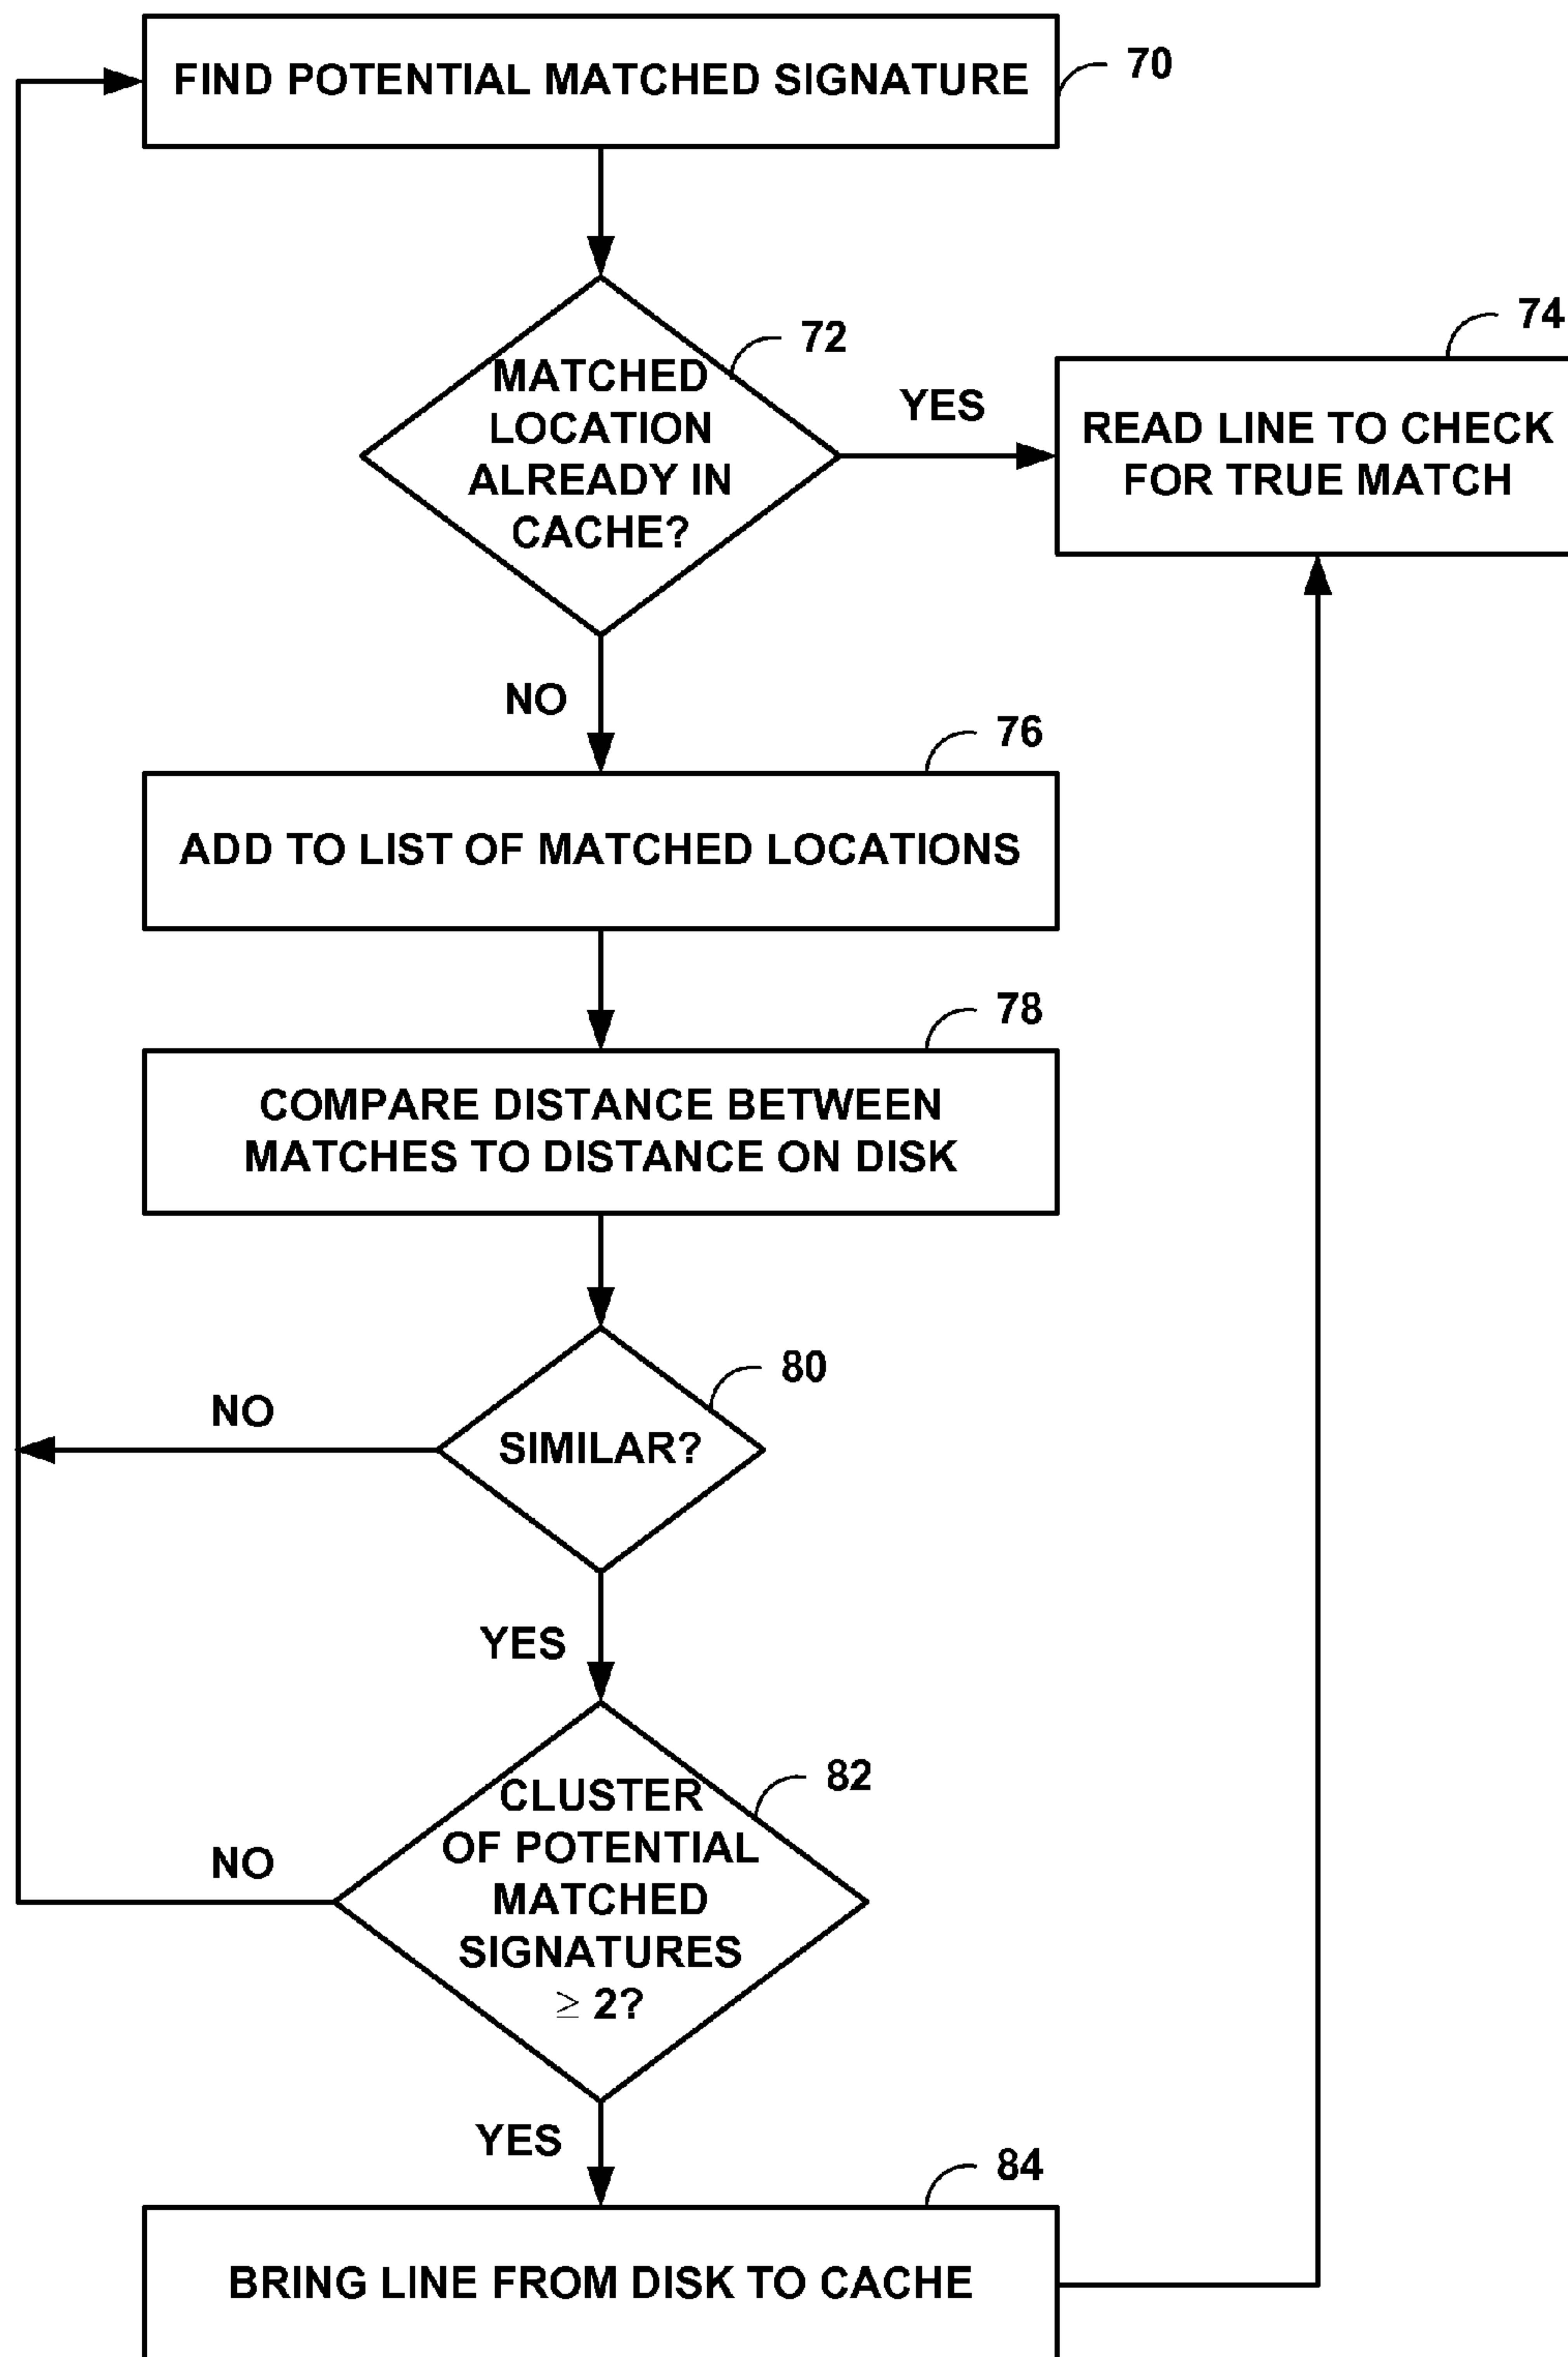 FIND POTENTIAL MATCHED SIGNATURE
70
MATCHED
LOCATION
ALREADY IN
CACHE?
72
YES
74
READ LINE TO CHECK
FOR TRUE MATCH
NO
76
ADD TO LIST OF MATCHED LOCATIONS
78
COMPARE DISTANCE BETWEEN
MATCHES TO DISTANCE ON DISK
80
NO
SIMILAR?
YES
82
CLUSTER
OF POTENTIAL
MATCHED
SIGNATURES
≥ 2?
NO
YES
84
BRING LINE FROM DISK TO CACHE